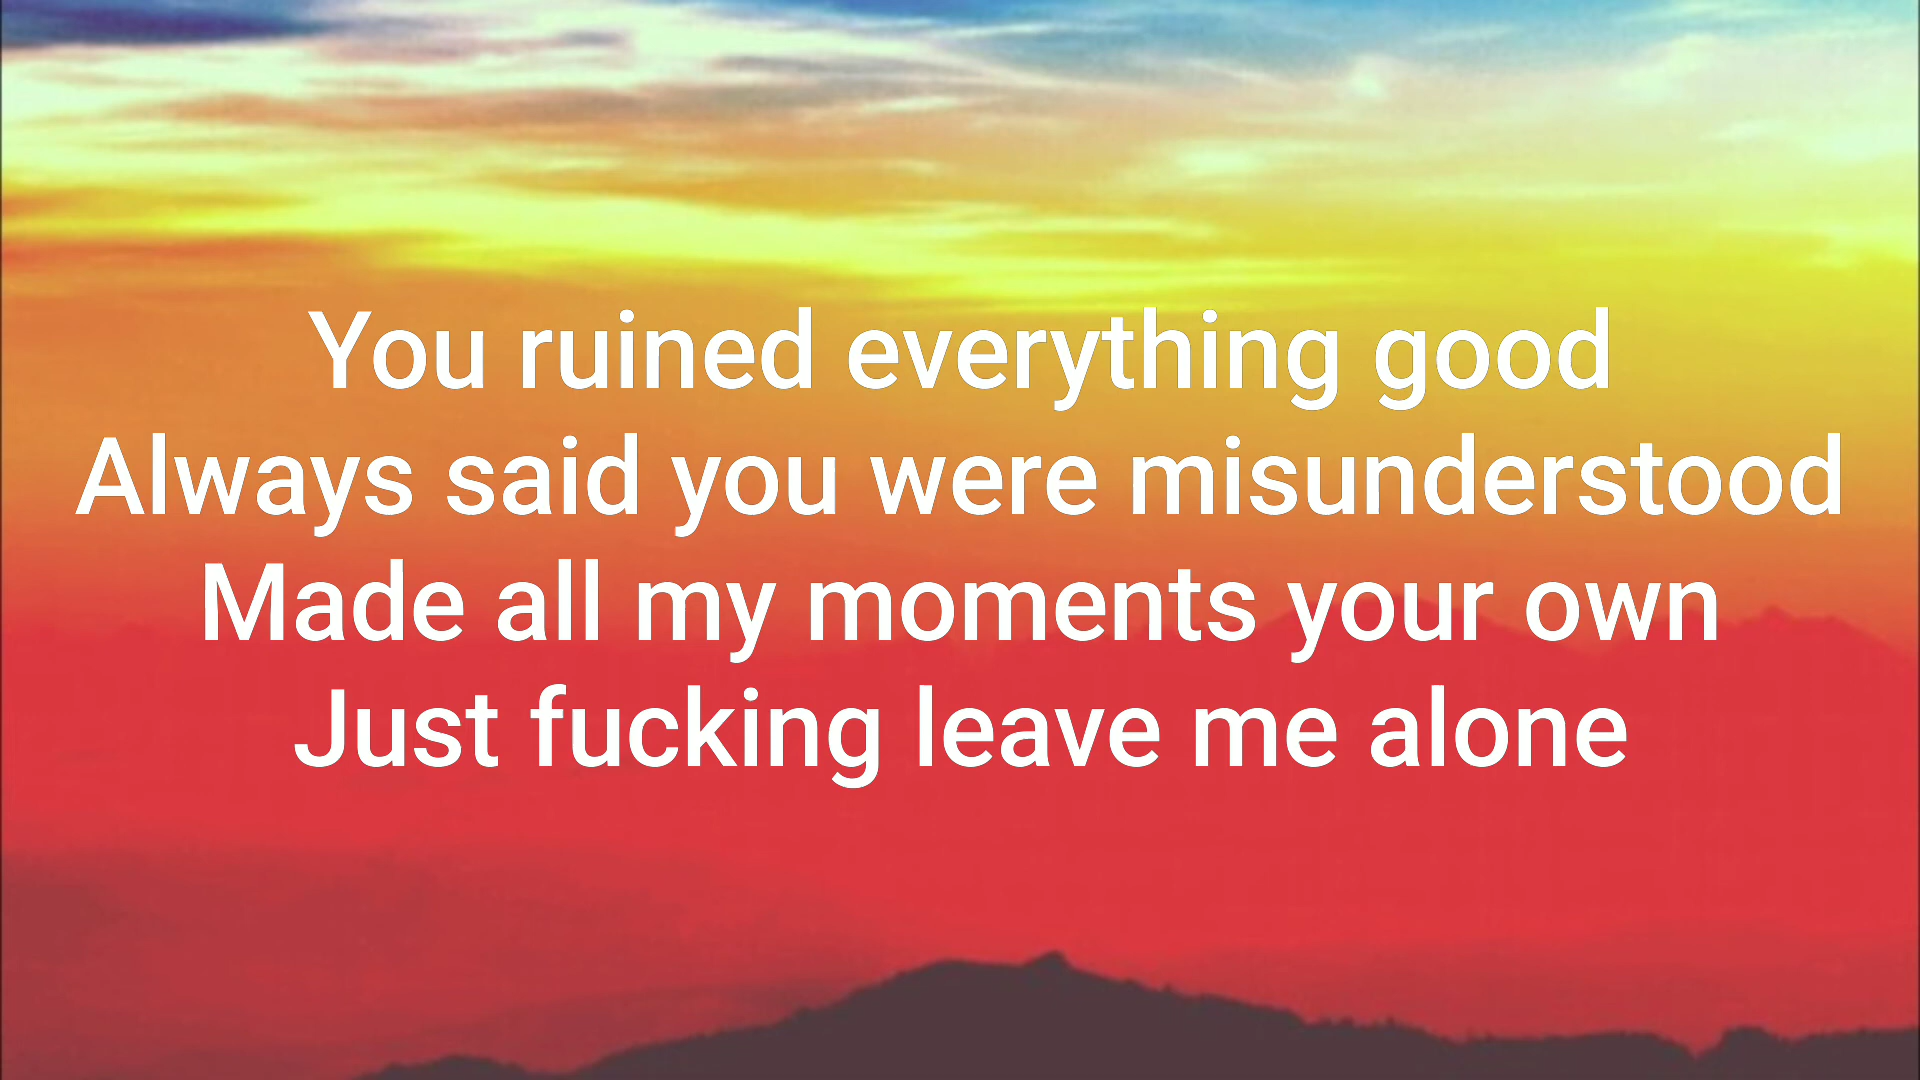 You ruined everything good
Always said you were misunderstood
Made all my moments your own
Just fucking leave me alone